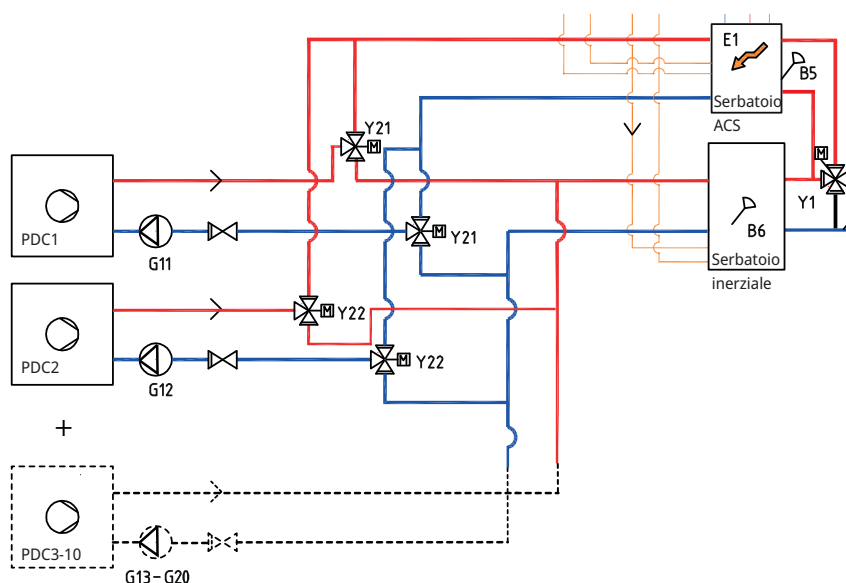 E1
B5
Serbatoio
ACS
Y21
M
M
Y1
PDC1
G11
M
Y21
B6
Serbatoio
inerziale
M
Y22
PDC2
G12
M
Y22
+
PDC3-10
G13-G20